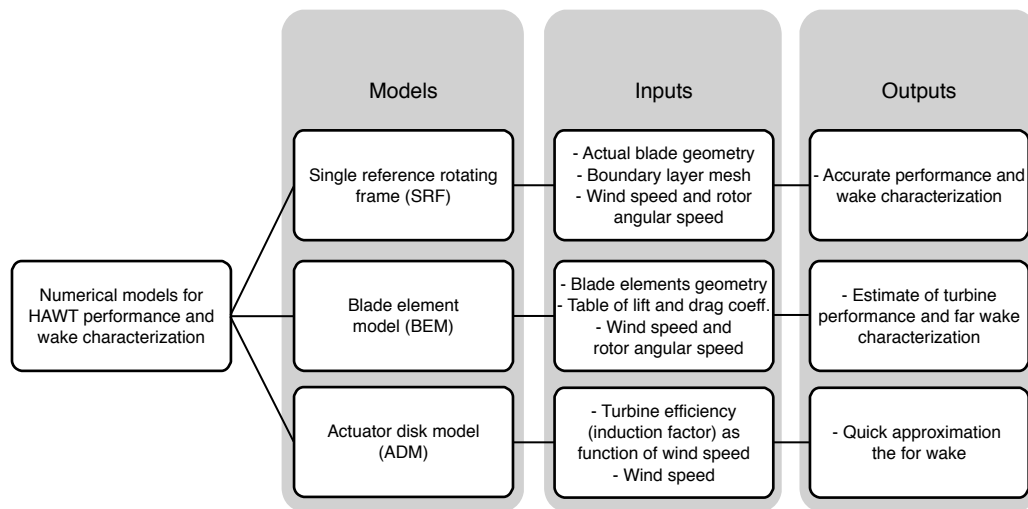 Models
Inputs
Outputs
Numerical models for
HAWT performance and
wake characterization
Single reference rotating
frame (SRF)
- Actual blade geometry
- Boundary layer mesh
- Wind speed and rotor
angular speed
- Accurate performance and
wake characterization
Blade element
model (BEM)
- Blade elements geometry
- Table of lift and drag coeff.
- Wind speed and
rotor angular speed
- Estimate of turbine
performance and far wake
characterization
Actuator disk model
(ADM)
- Turbine efficiency
(induction factor) as
function of wind speed
- Wind speed
- Quick approximation
the for wake